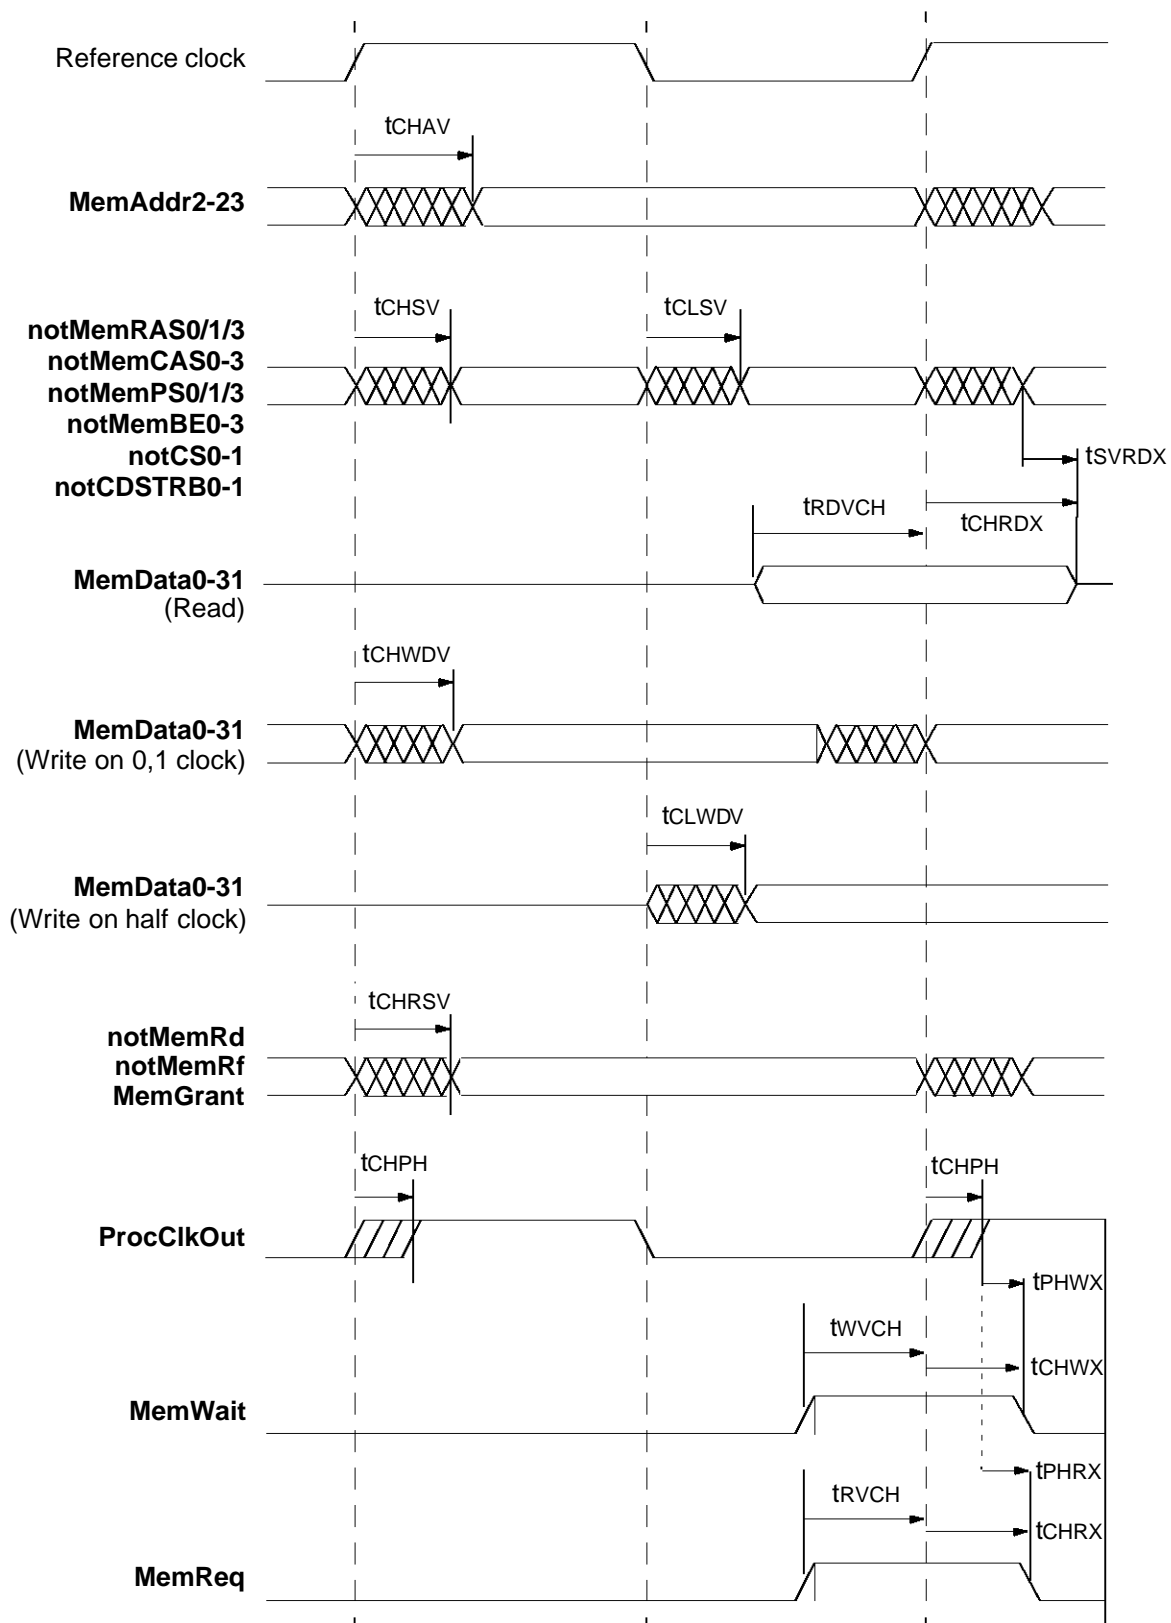 Reference clock
tCHAV
MemAddr2-23
tCHSV
tCLSV
notMemRAS0/1/3
notMemCAS0-3
notMemPS0/1/3
notMemBE0-3
notCS0-1
notCDSTRB0-1
tSVRDX
tRDVCH
tCHRDX
MemData0-31
(Read)
tCHWDV
MemData0-31
(Write on 0,1 clock)
tCLWDV
MemData0-31
(Write on half clock)
tCHRSV
notMemRd
notMemRf
MemGrant
tCHPH
tCHPH
ProcClkOut
tPHWX
tWVCH
tCHWX
MemWait
tPHRX
tRVCH
tCHRX
MemReq